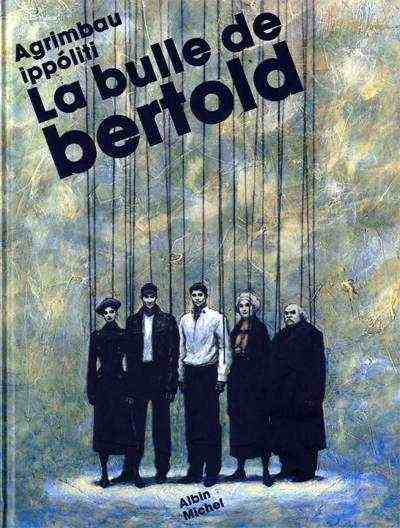 Agrimbau
ippóliti
La bulle de
bertold
Albin
Michel